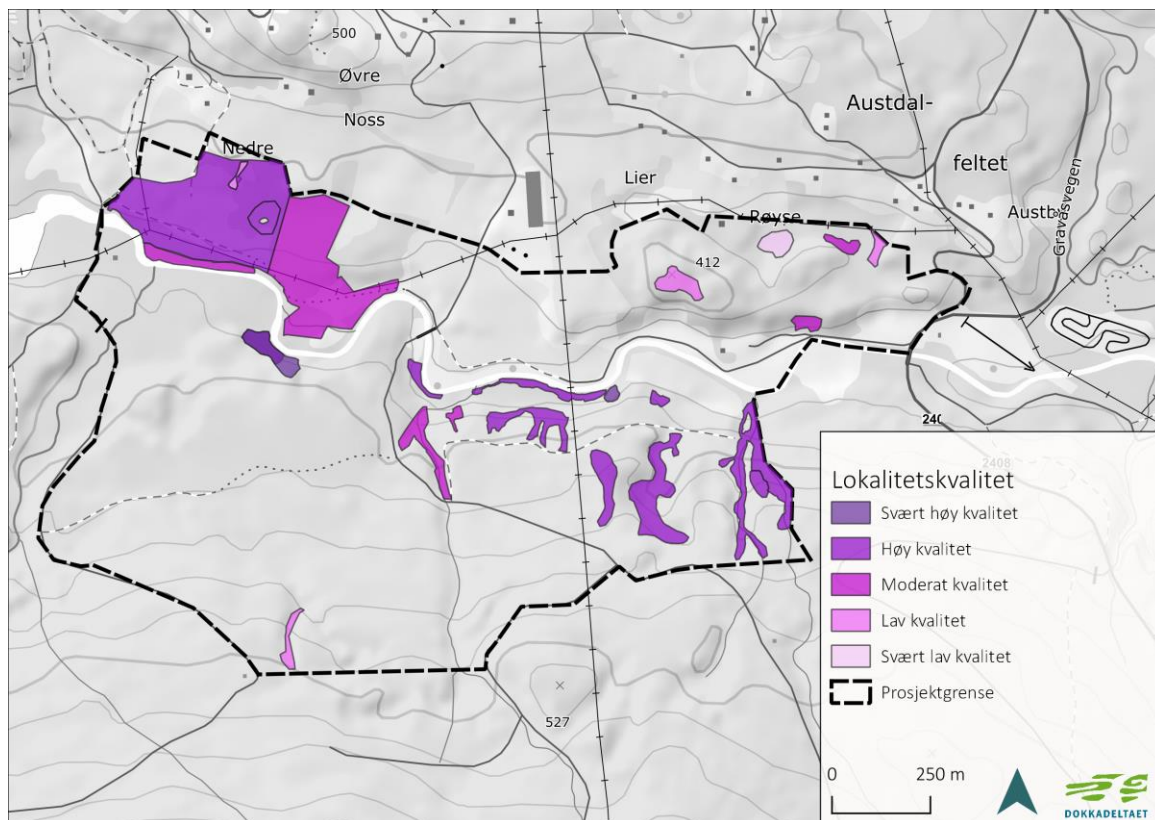 500
Øvre
Noss
Nedre
Austdal-
feltet
Lier
Røyse
Austb
Gravåsvegen
412
240
2408
527
Lokalitetskvalitet
Svært høy kvalitet
Høy kvalitet
Moderat kvalitet
Lav kvalitet
Svært lav kvalitet
Prosjektgrense
0 250 m
DOKKADELTAET